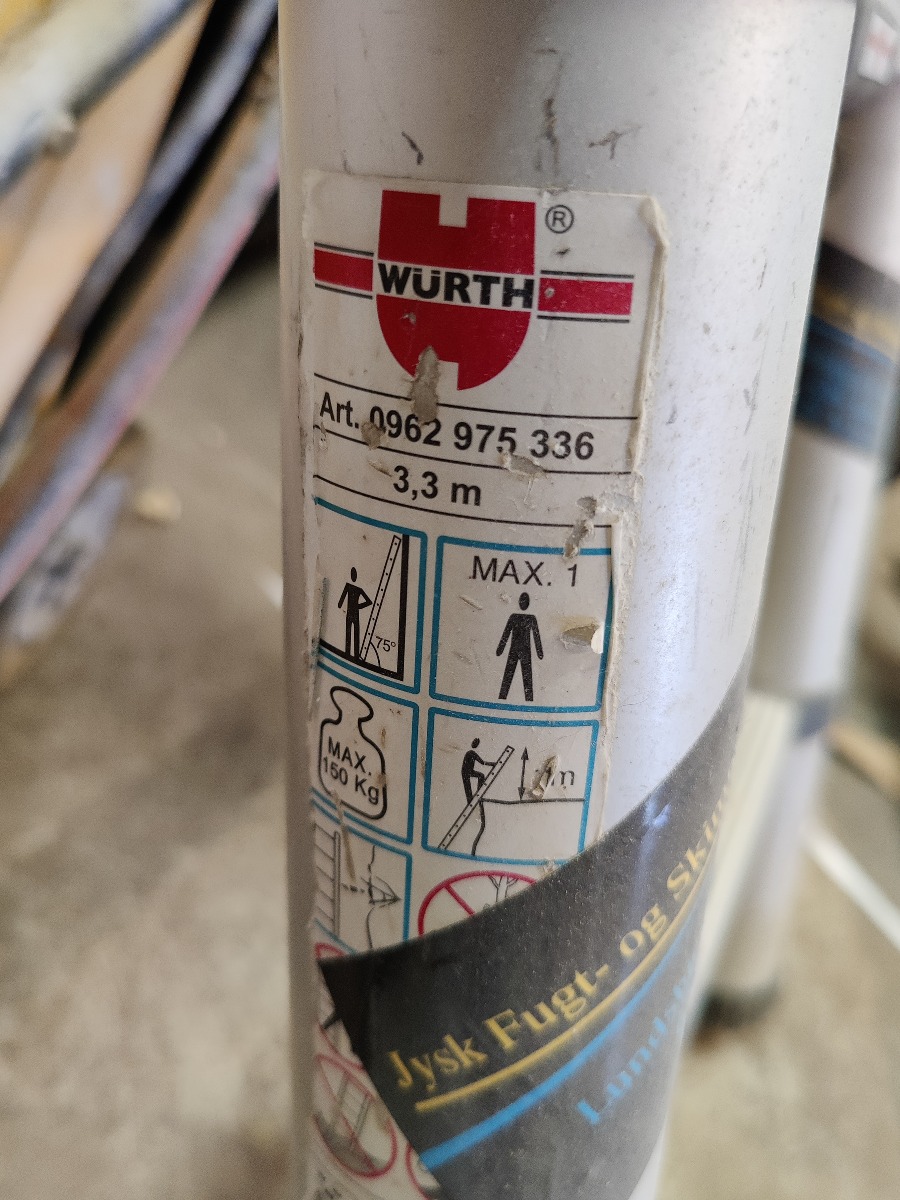 ®
WÜRTH
Art. 0962 975 336
3,3 m
75°
MAX. 1
MAX.
150 Kg
Jysk Fugt- og